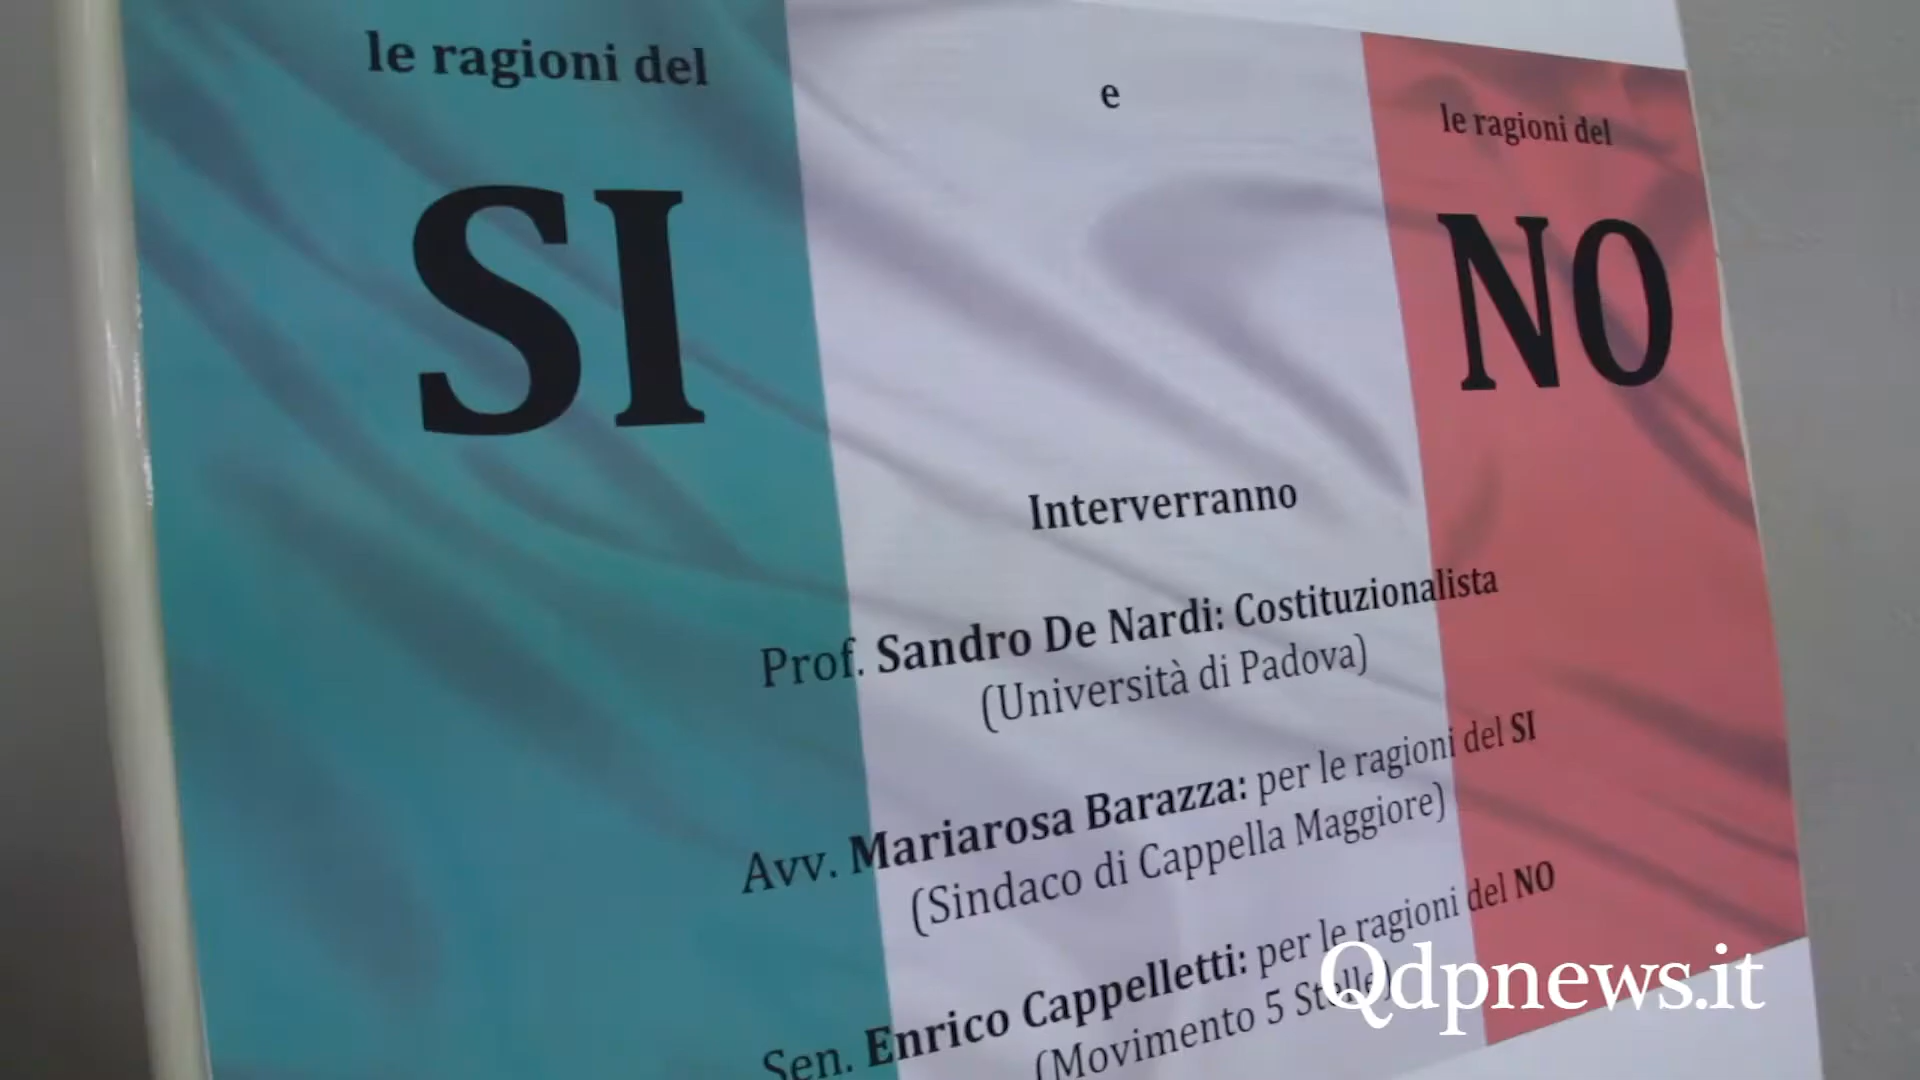 le ragioni del
SI
e
le ragioni del
NO
Interverranno
Prof. Sandro De Nardi: Costituzionalista
(Università di Padova)
Avv. Mariarosa Barazza: per le ragioni del SI
(Sindaco di Cappella Maggiore)
Sen. Enrico Cappelletti: per le ragioni del NO
(Movimento 5 Stelle)
Qdpnews.it